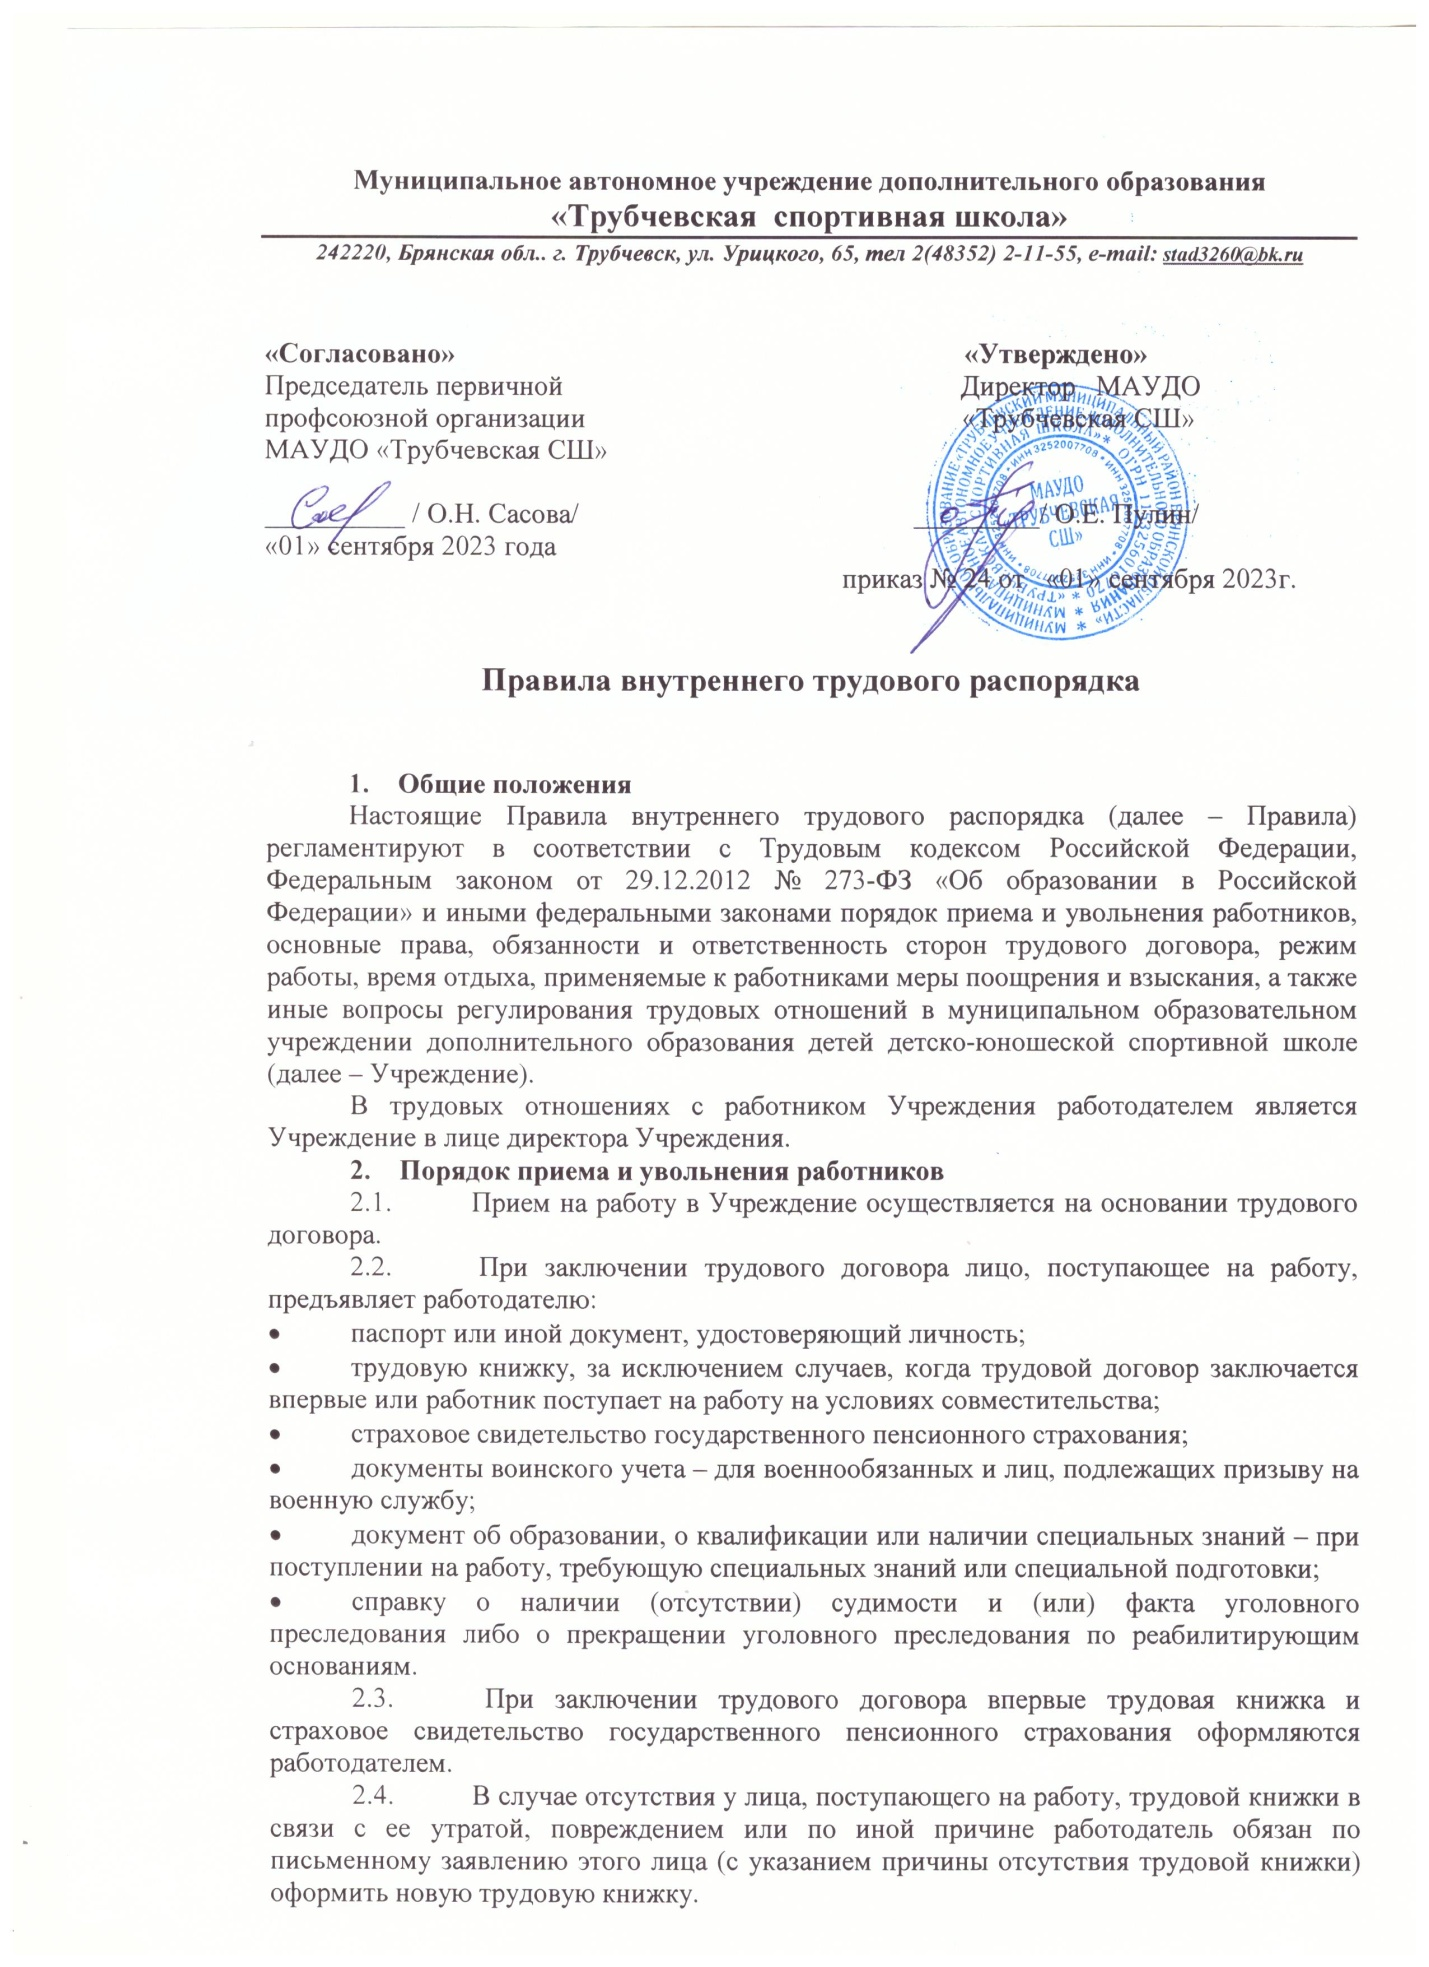 Муниципальное автономное учреждение дополнительного образования
«Трубчевская спортивная школа»
242220, Брянская обл.. г. Трубчевск, ул. Урицкого, 65, тел 2(48352) 2-11-55, e-mail: stad3260@bk.ru
«Согласовано»
Председатель первичной
профсоюзной организации
МАУДО «Трубчевская СШ»
/ О.Н. Сасова/
«01» сентября 2023 года
«Утверждено»
Директор МАУДО
«Трубчевская СШ»
/ О.Е. Пулин/
приказ № 24 от «01» сентября 2023г.
МАУДО
«ТРУБЧЕВСКАЯ
СШ»
Правила внутреннего трудового распорядка
1. Общие положения
Настоящие Правила внутреннего трудового распорядка (далее – Правила)
регламентируют в соответствии с Трудовым кодексом Российской Федерации,
Федеральным законом от 29.12.2012 № 273-ФЗ «Об образовании в Российской
Федерации» и иными федеральными законами порядок приема и увольнения работников,
основные права, обязанности и ответственность сторон трудового договора, режим
работы, время отдыха, применяемые к работниками меры поощрения и взыскания, а также
иные вопросы регулирования трудовых отношений в муниципальном образовательном
учреждении дополнительного образования детей детско-юношеской спортивной школе
(далее – Учреждение).
В трудовых отношениях с работником Учреждения работодателем является
Учреждение в лице директора Учреждения.
2. Порядок приема и увольнения работников
2.1. Прием на работу в Учреждение осуществляется на основании трудового
договора.
2.2. При заключении трудового договора лицо, поступающее на работу,
предъявляет работодателю:
• паспорт или иной документ, удостоверяющий личность;
• трудовую книжку, за исключением случаев, когда трудовой договор заключается
впервые или работник поступает на работу на условиях совместительства;
• страховое свидетельство государственного пенсионного страхования;
• документы воинского учета – для военнообязанных и лиц, подлежащих призыву на
военную службу;
• документ об образовании, о квалификации или наличии специальных знаний – при
поступлении на работу, требующую специальных знаний или специальной подготовки;
• справку о наличии (отсутствии) судимости и (или) факта уголовного
преследования либо о прекращении уголовного преследования по реабилитирующим
основаниям.
2.3. При заключении трудового договора впервые трудовая книжка и
страховое свидетельство государственного пенсионного страхования оформляются
работодателем.
2.4. В случае отсутствия у лица, поступающего на работу, трудовой книжки в
связи с ее утратой, повреждением или по иной причине работодатель обязан по
письменному заявлению этого лица (с указанием причины отсутствия трудовой книжки)
оформить новую трудовую книжку.